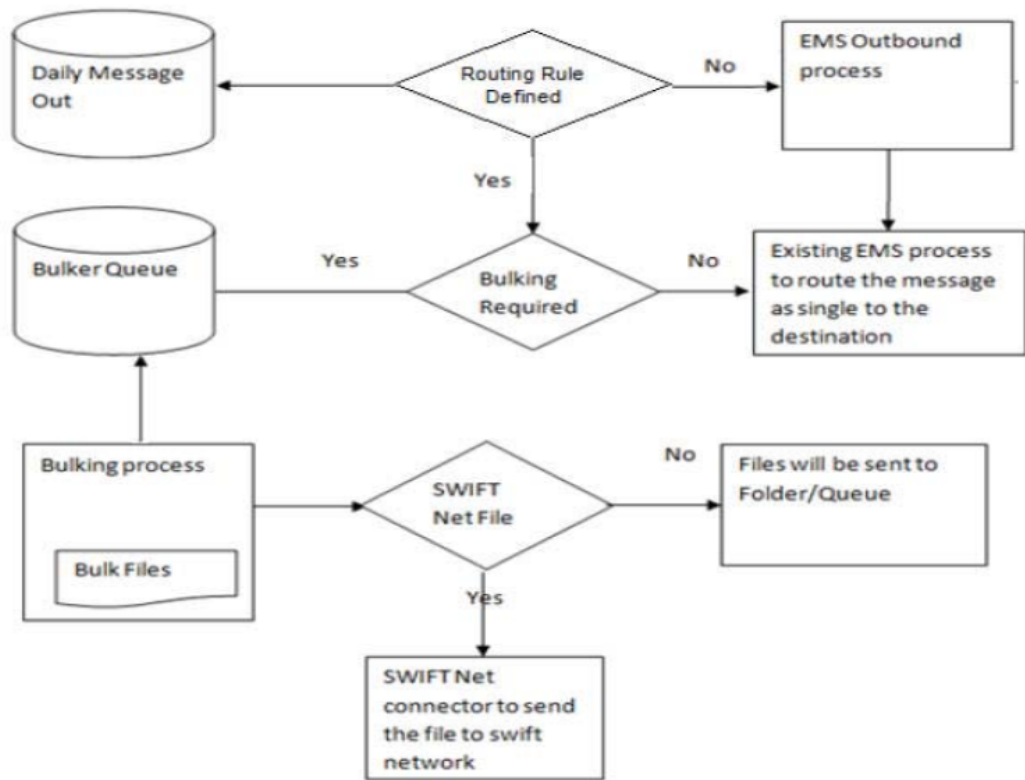 Daily Message
Out
Routing Rule
Defined
No
EMS Outbound
process
Yes
Bulker Queue
Yes
Bulking
Required
No
Existing EMS process
to route the message
as single to the
destination
Bulking process
Bulk Files
SWIFT
Net File
No
Files will be sent to
Folder/Queue
Yes
SWIFT Net
connector to send
the file to swift
network